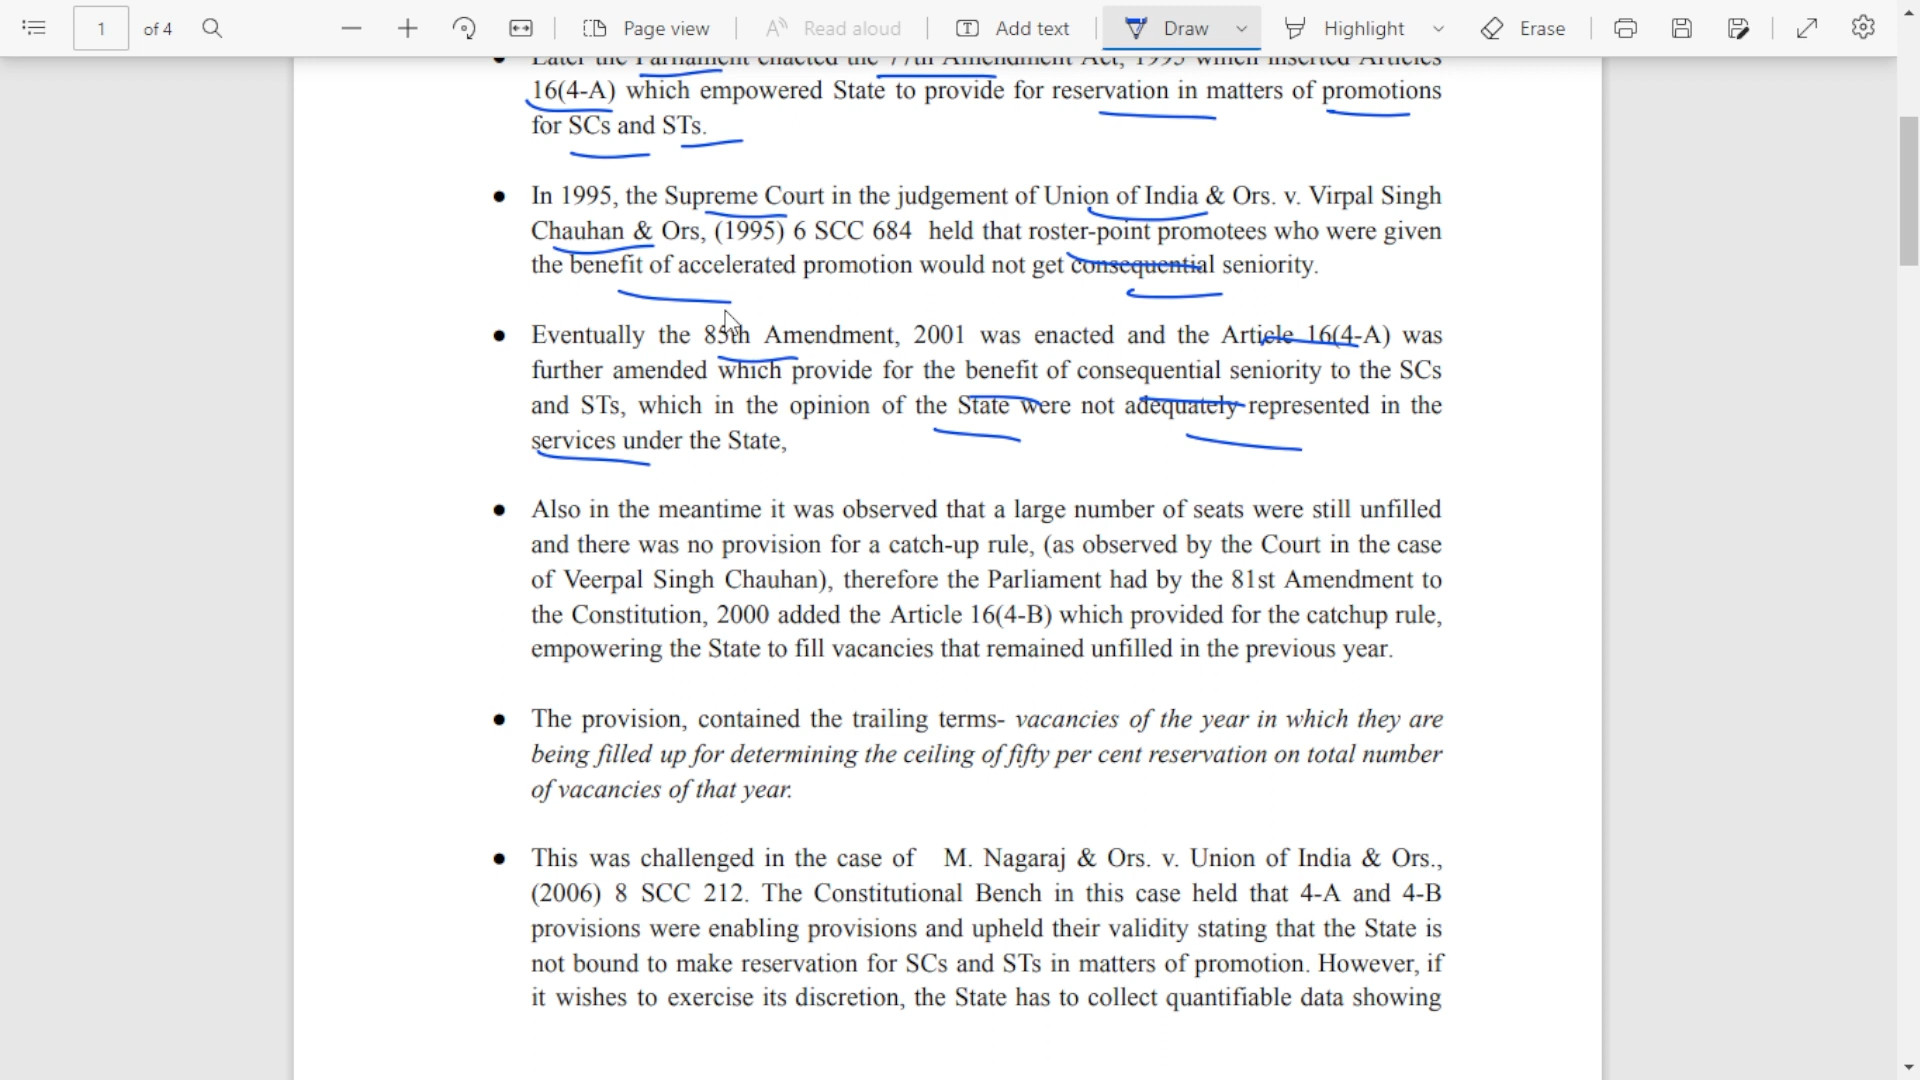 1 of 4 Page view Read aloud Add text Draw Highlight Erase
Later the Parliament enacted the 77th Amendment Act, 1995 which inserted Articles
16(4-A) which empowered State to provide for reservation in matters of promotions
for SCs and STs.
● In 1995, the Supreme Court in the judgement of Union of India & Ors. v. Virpal Singh
Chauhan & Ors, (1995) 6 SCC 684 held that roster-point promotees who were given
the benefit of accelerated promotion would not get consequential seniority.
● Eventually the 85th Amendment, 2001 was enacted and the Article 16(4-A) was
further amended which provide for the benefit of consequential seniority to the SCs
and STs, which in the opinion of the State were not adequately represented in the
services under the State,
● Also in the meantime it was observed that a large number of seats were still unfilled
and there was no provision for a catch-up rule, (as observed by the Court in the case
of Veerpal Singh Chauhan), therefore the Parliament had by the 81st Amendment to
the Constitution, 2000 added the Article 16(4-B) which provided for the catchup rule,
empowering the State to fill vacancies that remained unfilled in the previous year.
● The provision, contained the trailing terms- vacancies of the year in which they are
being filled up for determining the ceiling of fifty per cent reservation on total number
of vacancies of that year.
● This was challenged in the case of M. Nagaraj & Ors. v. Union of India & Ors.,
(2006) 8 SCC 212. The Constitutional Bench in this case held that 4-A and 4-B
provisions were enabling provisions and upheld their validity stating that the State is
not bound to make reservation for SCs and STs in matters of promotion. However, if
it wishes to exercise its discretion, the State has to collect quantifiable data showing